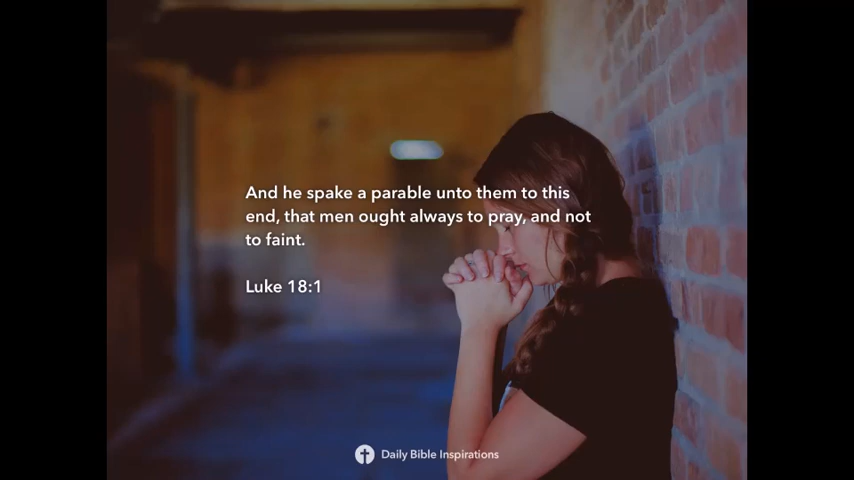 And he spake a parable unto them to this
end, that men ought always to pray, and not
to faint.
Luke 18:1
Daily Bible Inspirations